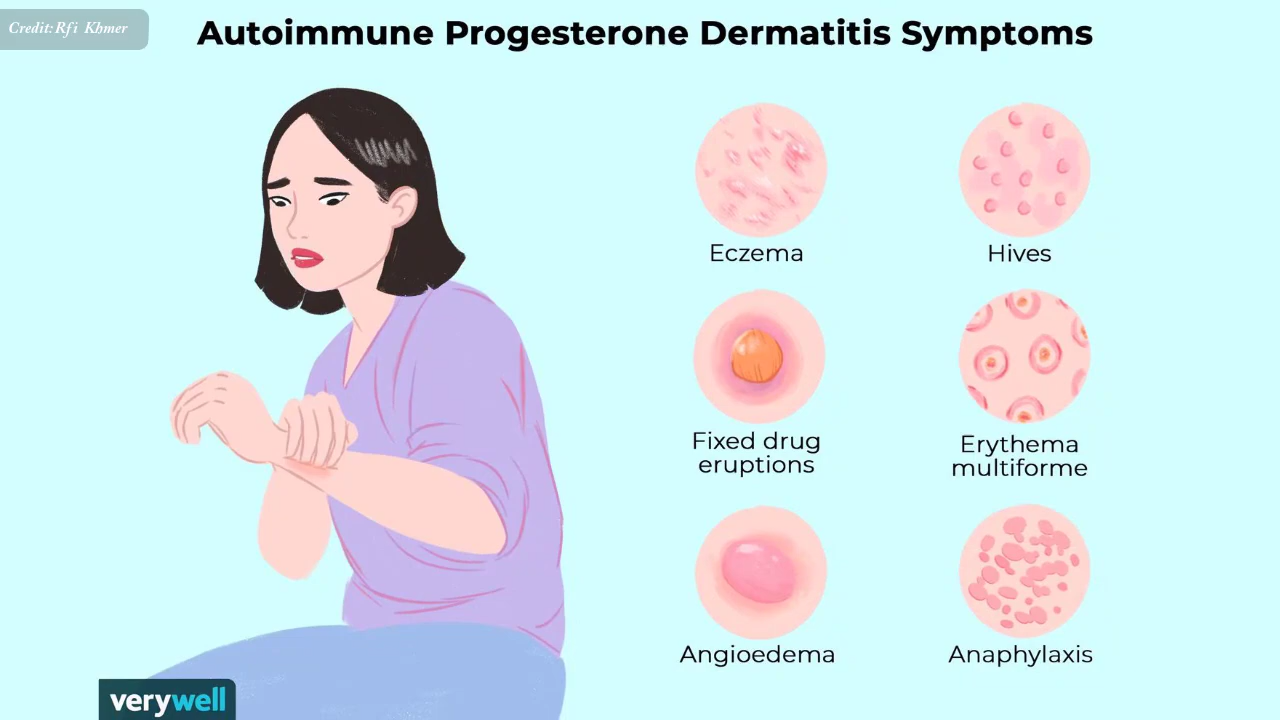 Credit:Rfi Khmer
Autoimmune Progesterone Dermatitis Symptoms
Eczema
Hives
Fixed drug
eruptions
Erythema
multiforme
Angioedema
Anaphylaxis
verywell